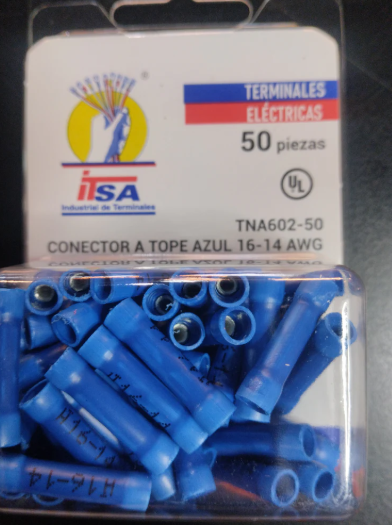 ®
TERMINALES
ELÉCTRICAS
50 piezas
iTSA
Industrial de Terminales
UL
TNA602-50
CONECTOR A TOPE AZUL 16-14 AWG
16-14